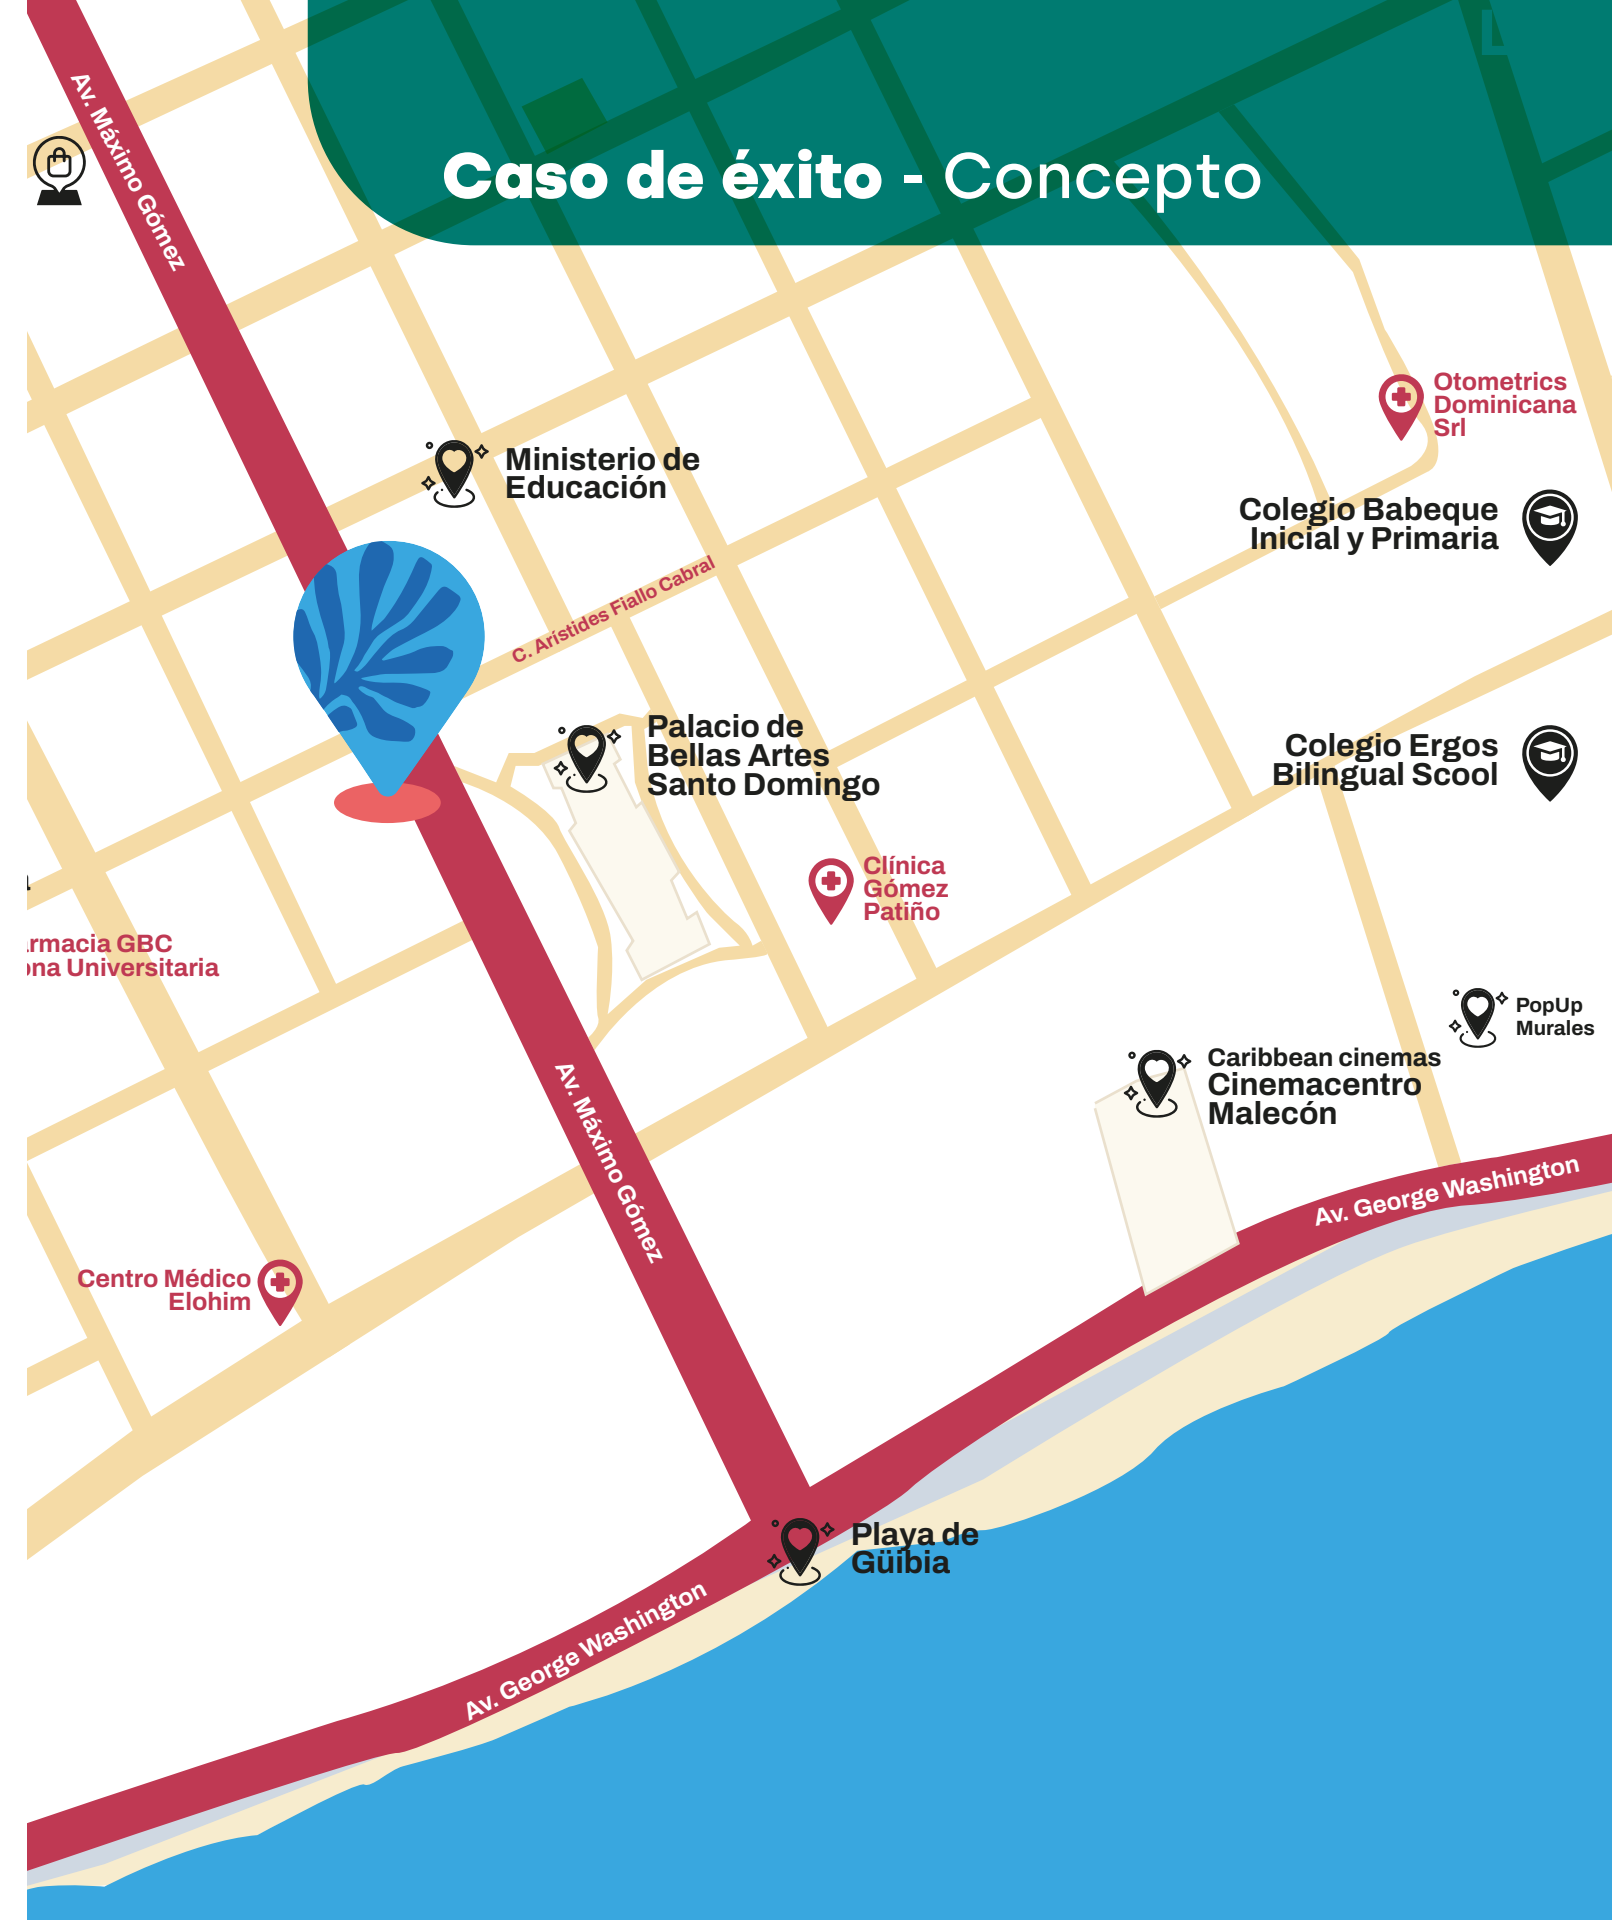 Caso de éxito - Concepto
Av. Máximo Gómez
Otometrics
Dominicana
Srl
Ministerio de
Educación
Colegio Babeque
Inicial y Primaria
C. Arístides Fiallo Cabral
Palacio de
Bellas Artes
Santo Domingo
Colegio Ergos
Bilingual Scool
Clínica
Gómez
Patiño
GBC
Universitaria
PopUp
Murales
Caribbean cinemas
Cinemacentro
Malecón
Av. Máximo Gómez
Av. George Washington
Centro Médico
Elohim
Playa de
Güibia
Av. George Washington